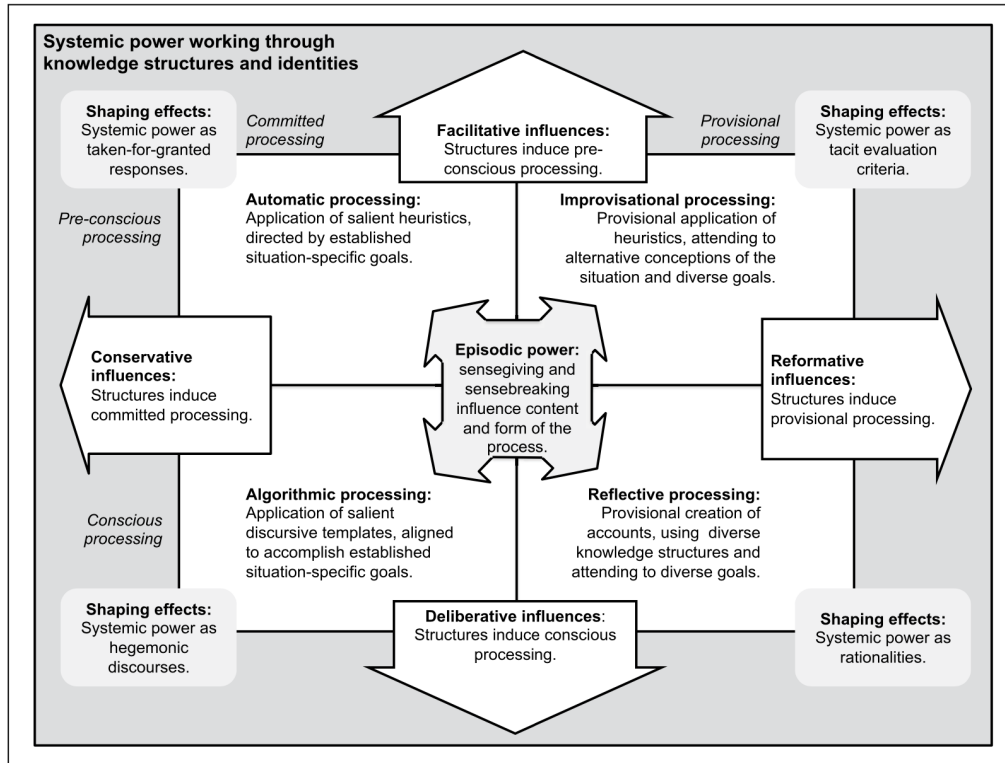 Systemic power working through
knowledge structures and identities
Shaping effects:
Systemic power as
taken-for-granted
responses.
Committed
processing
Facilitative influences:
Structures induce pre-
conscious processing.
Provisional
processing
Shaping effects:
Systemic power as
tacit evaluation
criteria.
Pre-conscious
processing
Automatic processing:
Application of salient heuristics,
directed by established
situation-specific goals.
Improvisational processing:
Provisional application of
heuristics, attending to
alternative conceptions of the
situation and diverse goals.
Conservative
influences:
Structures induce
committed processing.
Episodic power:
sensegiving and
sensebreaking
influence content
and form of the
process.
Reformative
influences:
Structures induce
provisional processing.
Conscious
processing
Algorithmic processing:
Application of salient
discursive templates, aligned
to accomplish established
situation-specific goals.
Reflective processing:
Provisional creation of
accounts, using diverse
knowledge structures and
attending to diverse goals.
Shaping effects:
Systemic power as
hegemonic
discourses.
Deliberative influences:
Structures induce conscious
processing.
Shaping effects:
Systemic power as
rationalities.